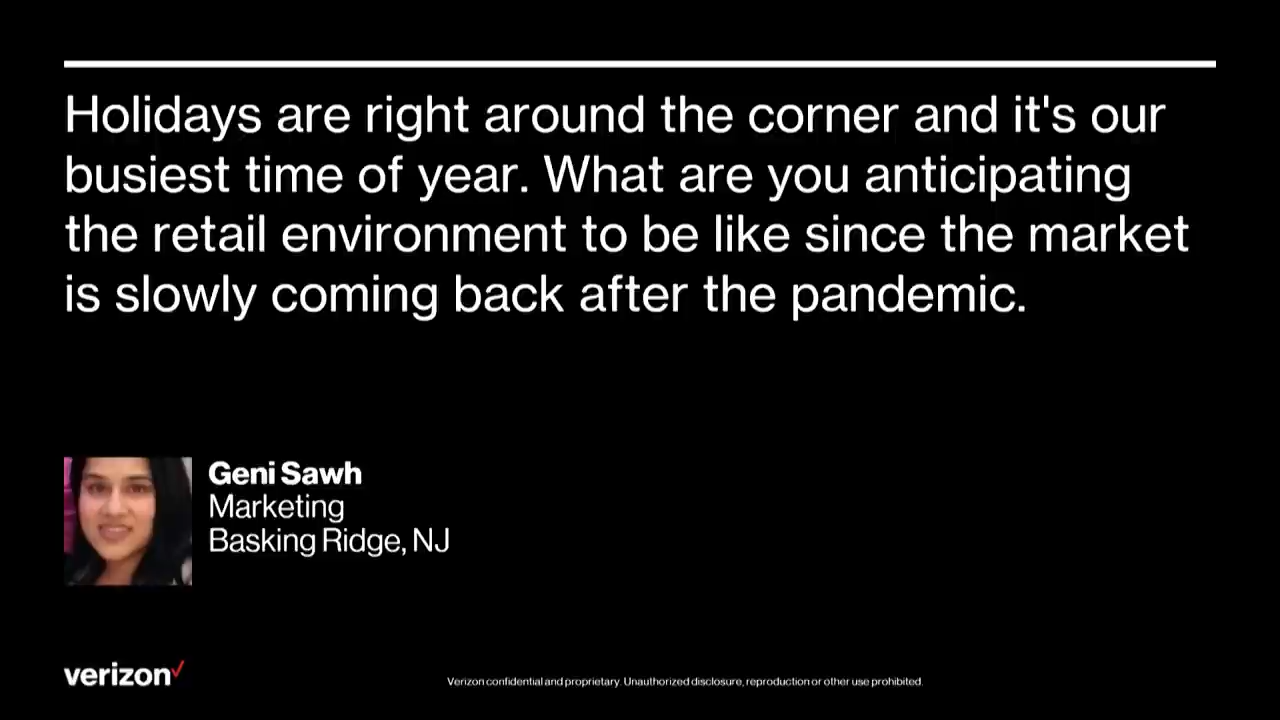 Holidays are right around the corner and it's our
busiest time of year. What are you anticipating
the retail environment to be like since the market
is slowly coming back after the pandemic.
Geni Sawh
Marketing
Basking Ridge, NJ
verizon
Verizon confidential and proprietary. Unauthorized disclosure, reproduction or other use prohibited.